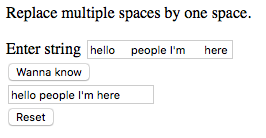 Replace multiple spaces by one space.
Enter string hello    people I'm     here
Wanna know
hello people I'm here
Reset